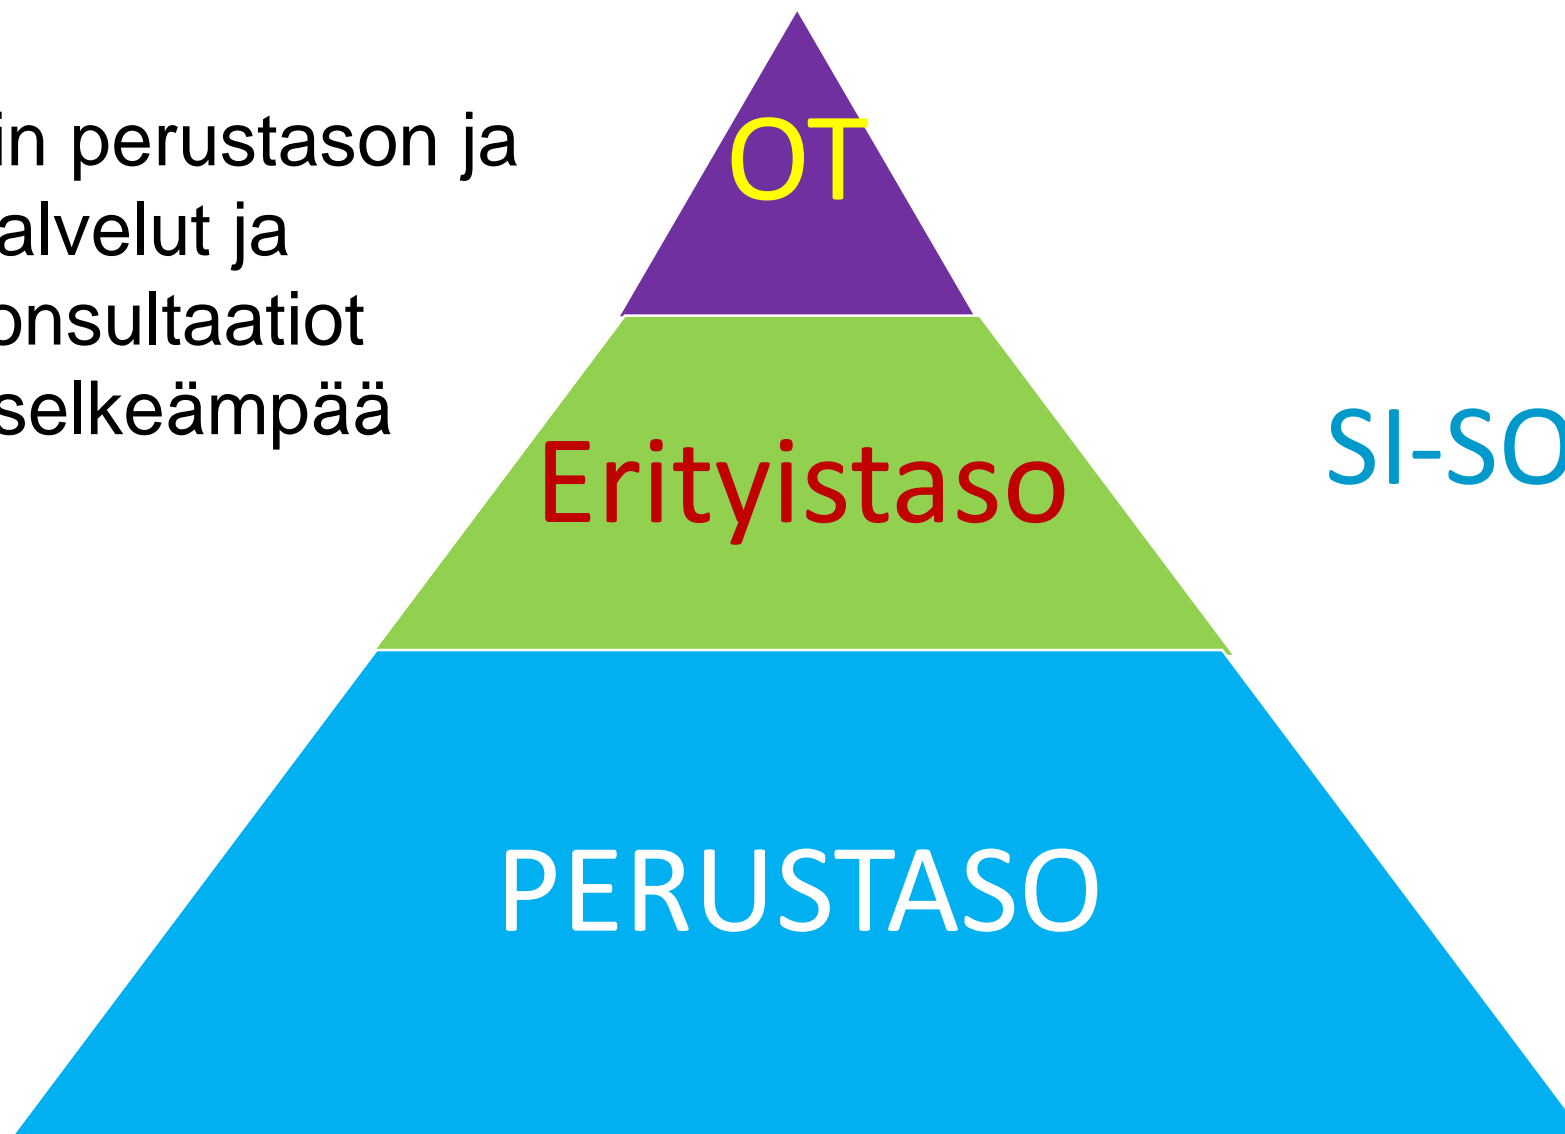 in perustason ja
alvelut ja
onsultaatiot
selkeämpää
OT
Erityistaso
SI-SO
PERUSTASO